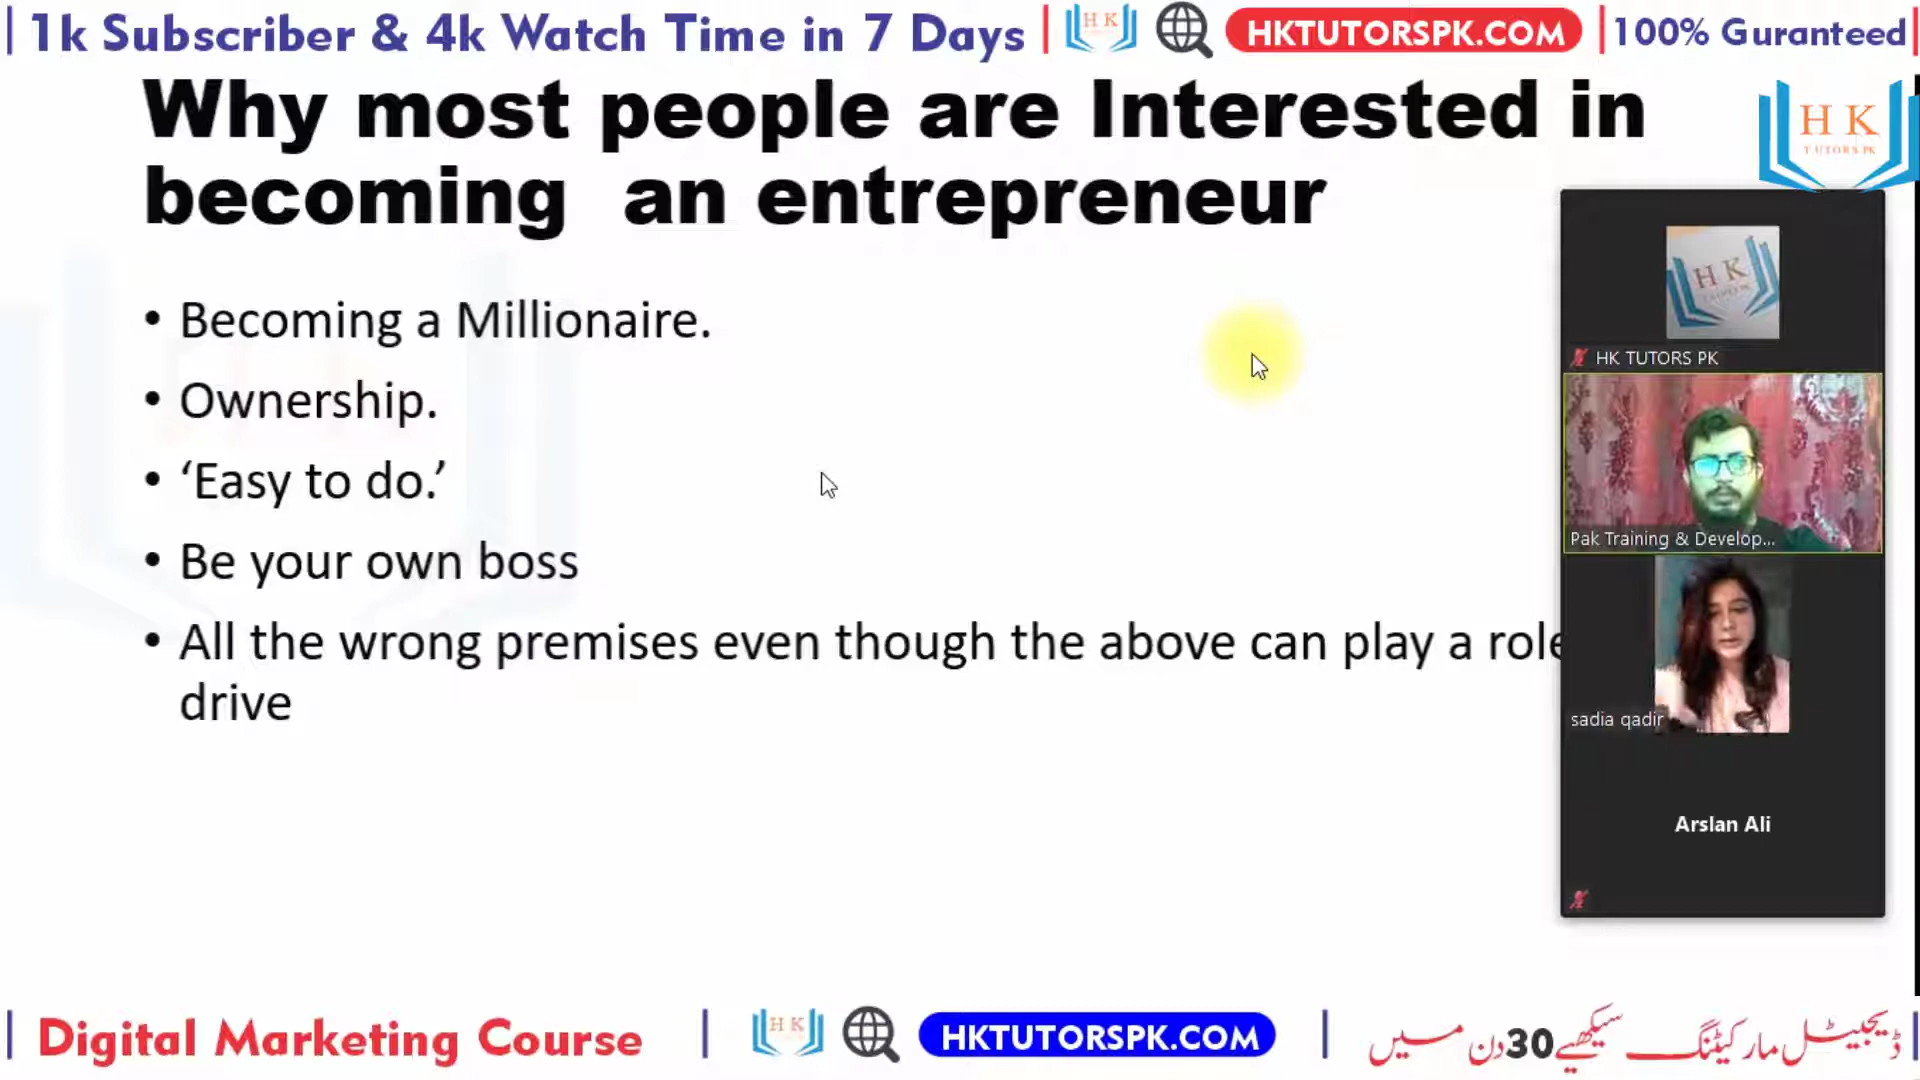 1k Subscriber & 4k Watch Time in 7 Days
H K
HKTUTORSPK.COM
100% Guranteed
Why most people are Interested in
becoming an entrepreneur
H K
TUTORS PK
• Becoming a Millionaire.
• Ownership.
• ‘Easy to do.’
• Be your own boss
• All the wrong premises even though the above can play a role
drive
H K
HK TUTORS PK
Pak Training & Develop...
sadia qadir
Arslan Ali
Digital Marketing Course
H K
HKTUTORSPK.COM
ڈیجیٹل مارکیٹنگ سیکھیے 30 دن میں